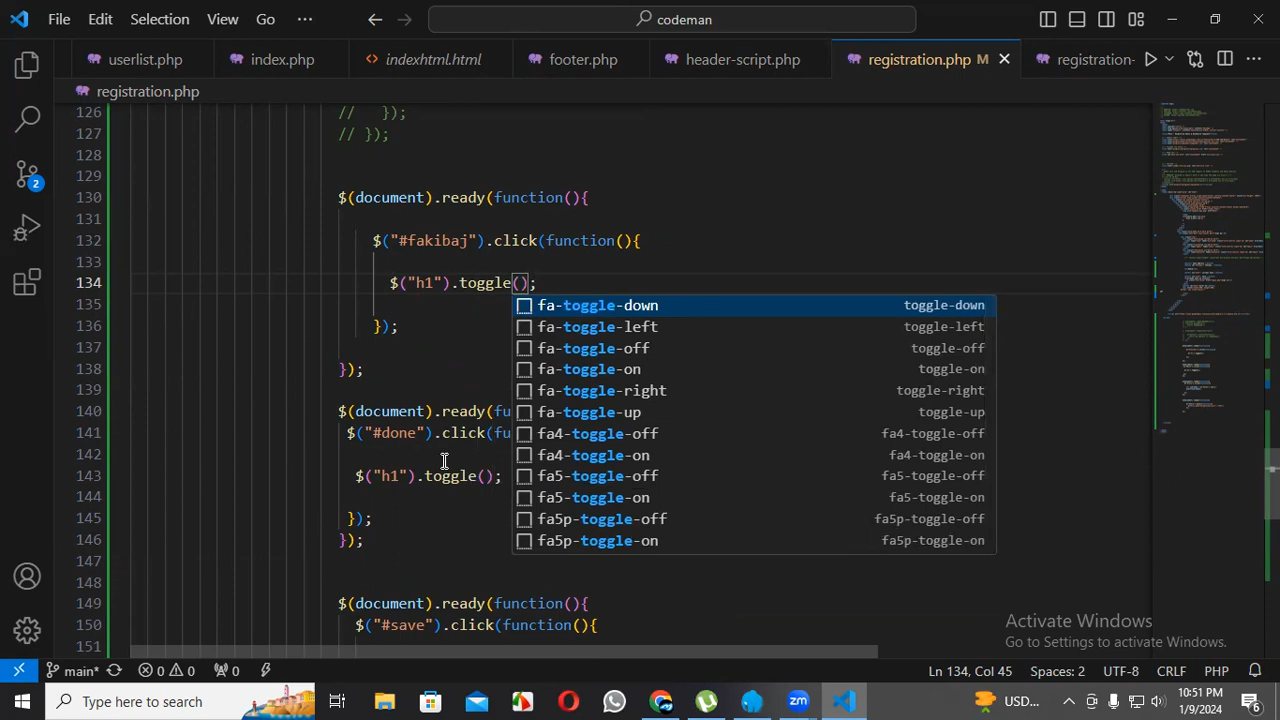 File Edit Selection View Go ··· codeman
userlist.php index.php indexhtml.html footer.php header-script.php registration.php M registration-
registration.php
126 // });
127 // });
128
129 $(document).ready(function(){
131
132 $("#fakibaj").click(function(){
133
$("h1").toggle();
fa-toggle-down toggle-down
135
fa-toggle-left toggle-left
136 });
fa-toggle-off toggle-off
137
138 });
fa-toggle-on toggle-on
139
fa-toggle-right toggle-right
140 $(document).ready(fu
fa-toggle-up toggle-up
141 $("#done").click(fu
fa4-toggle-off fa4-toggle-off
142
fa4-toggle-on fa4-toggle-on
143 $("h1").toggle();
fa5-toggle-off fa5-toggle-off
144
fa5-toggle-on fa5-toggle-on
145 });
fa5p-toggle-off fa5p-toggle-off
146 });
fa5p-toggle-on fa5p-toggle-on
147
148
149 $(document).ready(function(){
150 $("#save").click(function(){
151
Activate Windows
Go to Settings to activate Windows.
2
main* 0 0 0 Ln 134, Col 45 Spaces: 2 UTF-8 CRLF PHP
Type here to search USD... 10:51 PM
1/9/2024 6